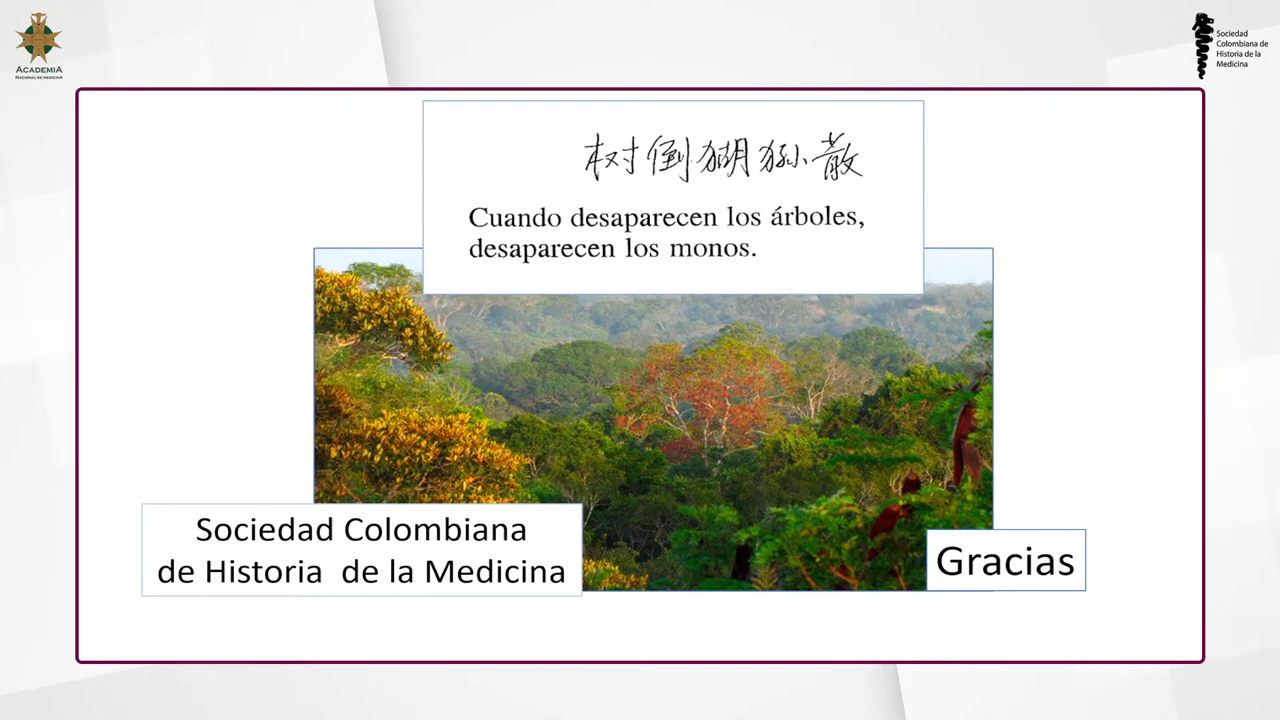 ACADEMIA
NACIONAL DE MEDICINA
Sociedad
Colombiana de
Historia de la
Medicina
树倒猢狲散
Cuando desaparecen los árboles,
desaparecen los monos.
Sociedad Colombiana
de Historia de la Medicina
Gracias